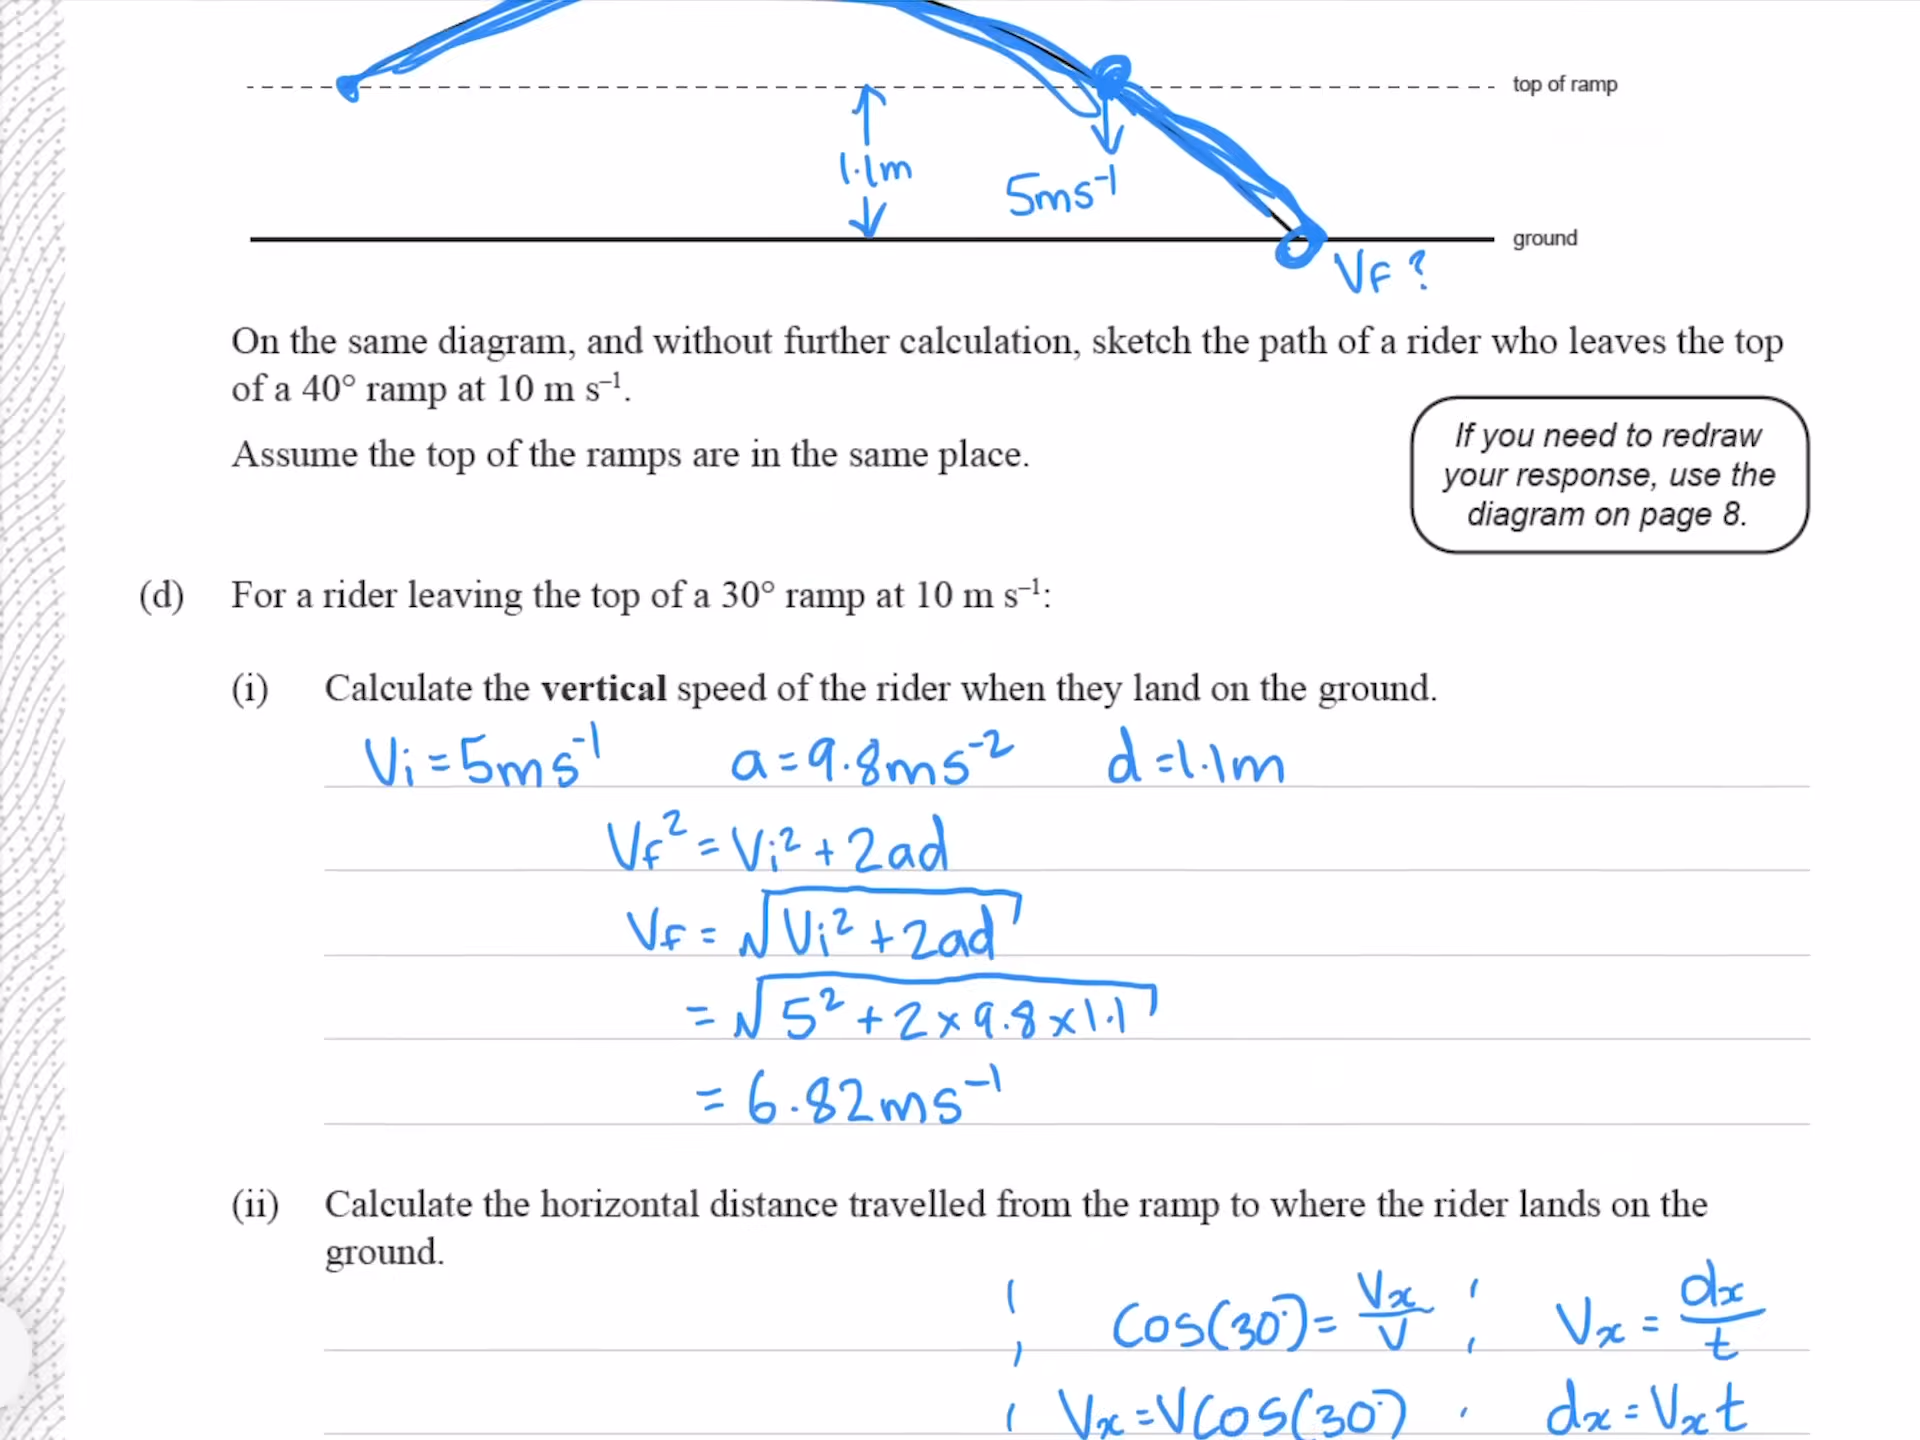 top of ramp
1.1m
5ms⁻¹
ground
VF ?
On the same diagram, and without further calculation, sketch the path of a rider who leaves the top
of a 40° ramp at 10 m s⁻¹.
Assume the top of the ramps are in the same place.
If you need to redraw
your response, use the
diagram on page 8.
(d) For a rider leaving the top of a 30° ramp at 10 m s⁻¹:
(i) Calculate the vertical speed of the rider when they land on the ground.
Vi = 5ms⁻¹ a = 9.8ms⁻² d = 1.1m
Vf² = Vi² + 2ad
Vf = √Vi² + 2ad
= √5² + 2 × 9.8 × 1.1
= 6.82ms⁻¹
(ii) Calculate the horizontal distance travelled from the ramp to where the rider lands on the
ground.
Cos(30°) = Vx/V Vx = dx/t
Vx = VCos(30°) dx = Vxt